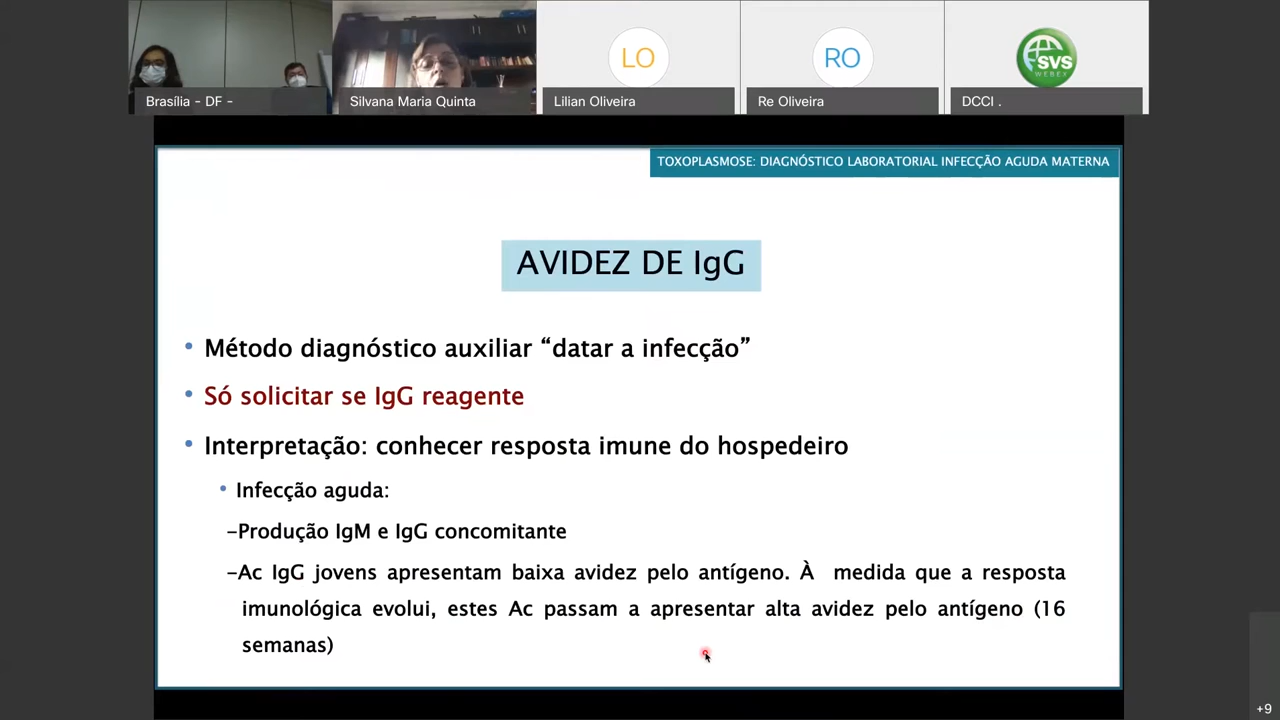 LO
RO
SVS
WEBEX
Brasília - DF -
Silvana Maria Quinta
Lilian Oliveira
Re Oliveira
DCCI .
TOXOPLASMOSE: DIAGNÓSTICO LABORATORIAL INFECÇÃO AGUDA MATERNA
AVIDEZ DE IgG
• Método diagnóstico auxiliar “datar a infecção”
• Só solicitar se IgG reagente
• Interpretação: conhecer resposta imune do hospedeiro
• Infecção aguda:
–Produção IgM e IgG concomitante
–Ac IgG jovens apresentam baixa avidez pelo antígeno. À medida que a resposta
imunológica evolui, estes Ac passam a apresentar alta avidez pelo antígeno (16
semanas)
+9